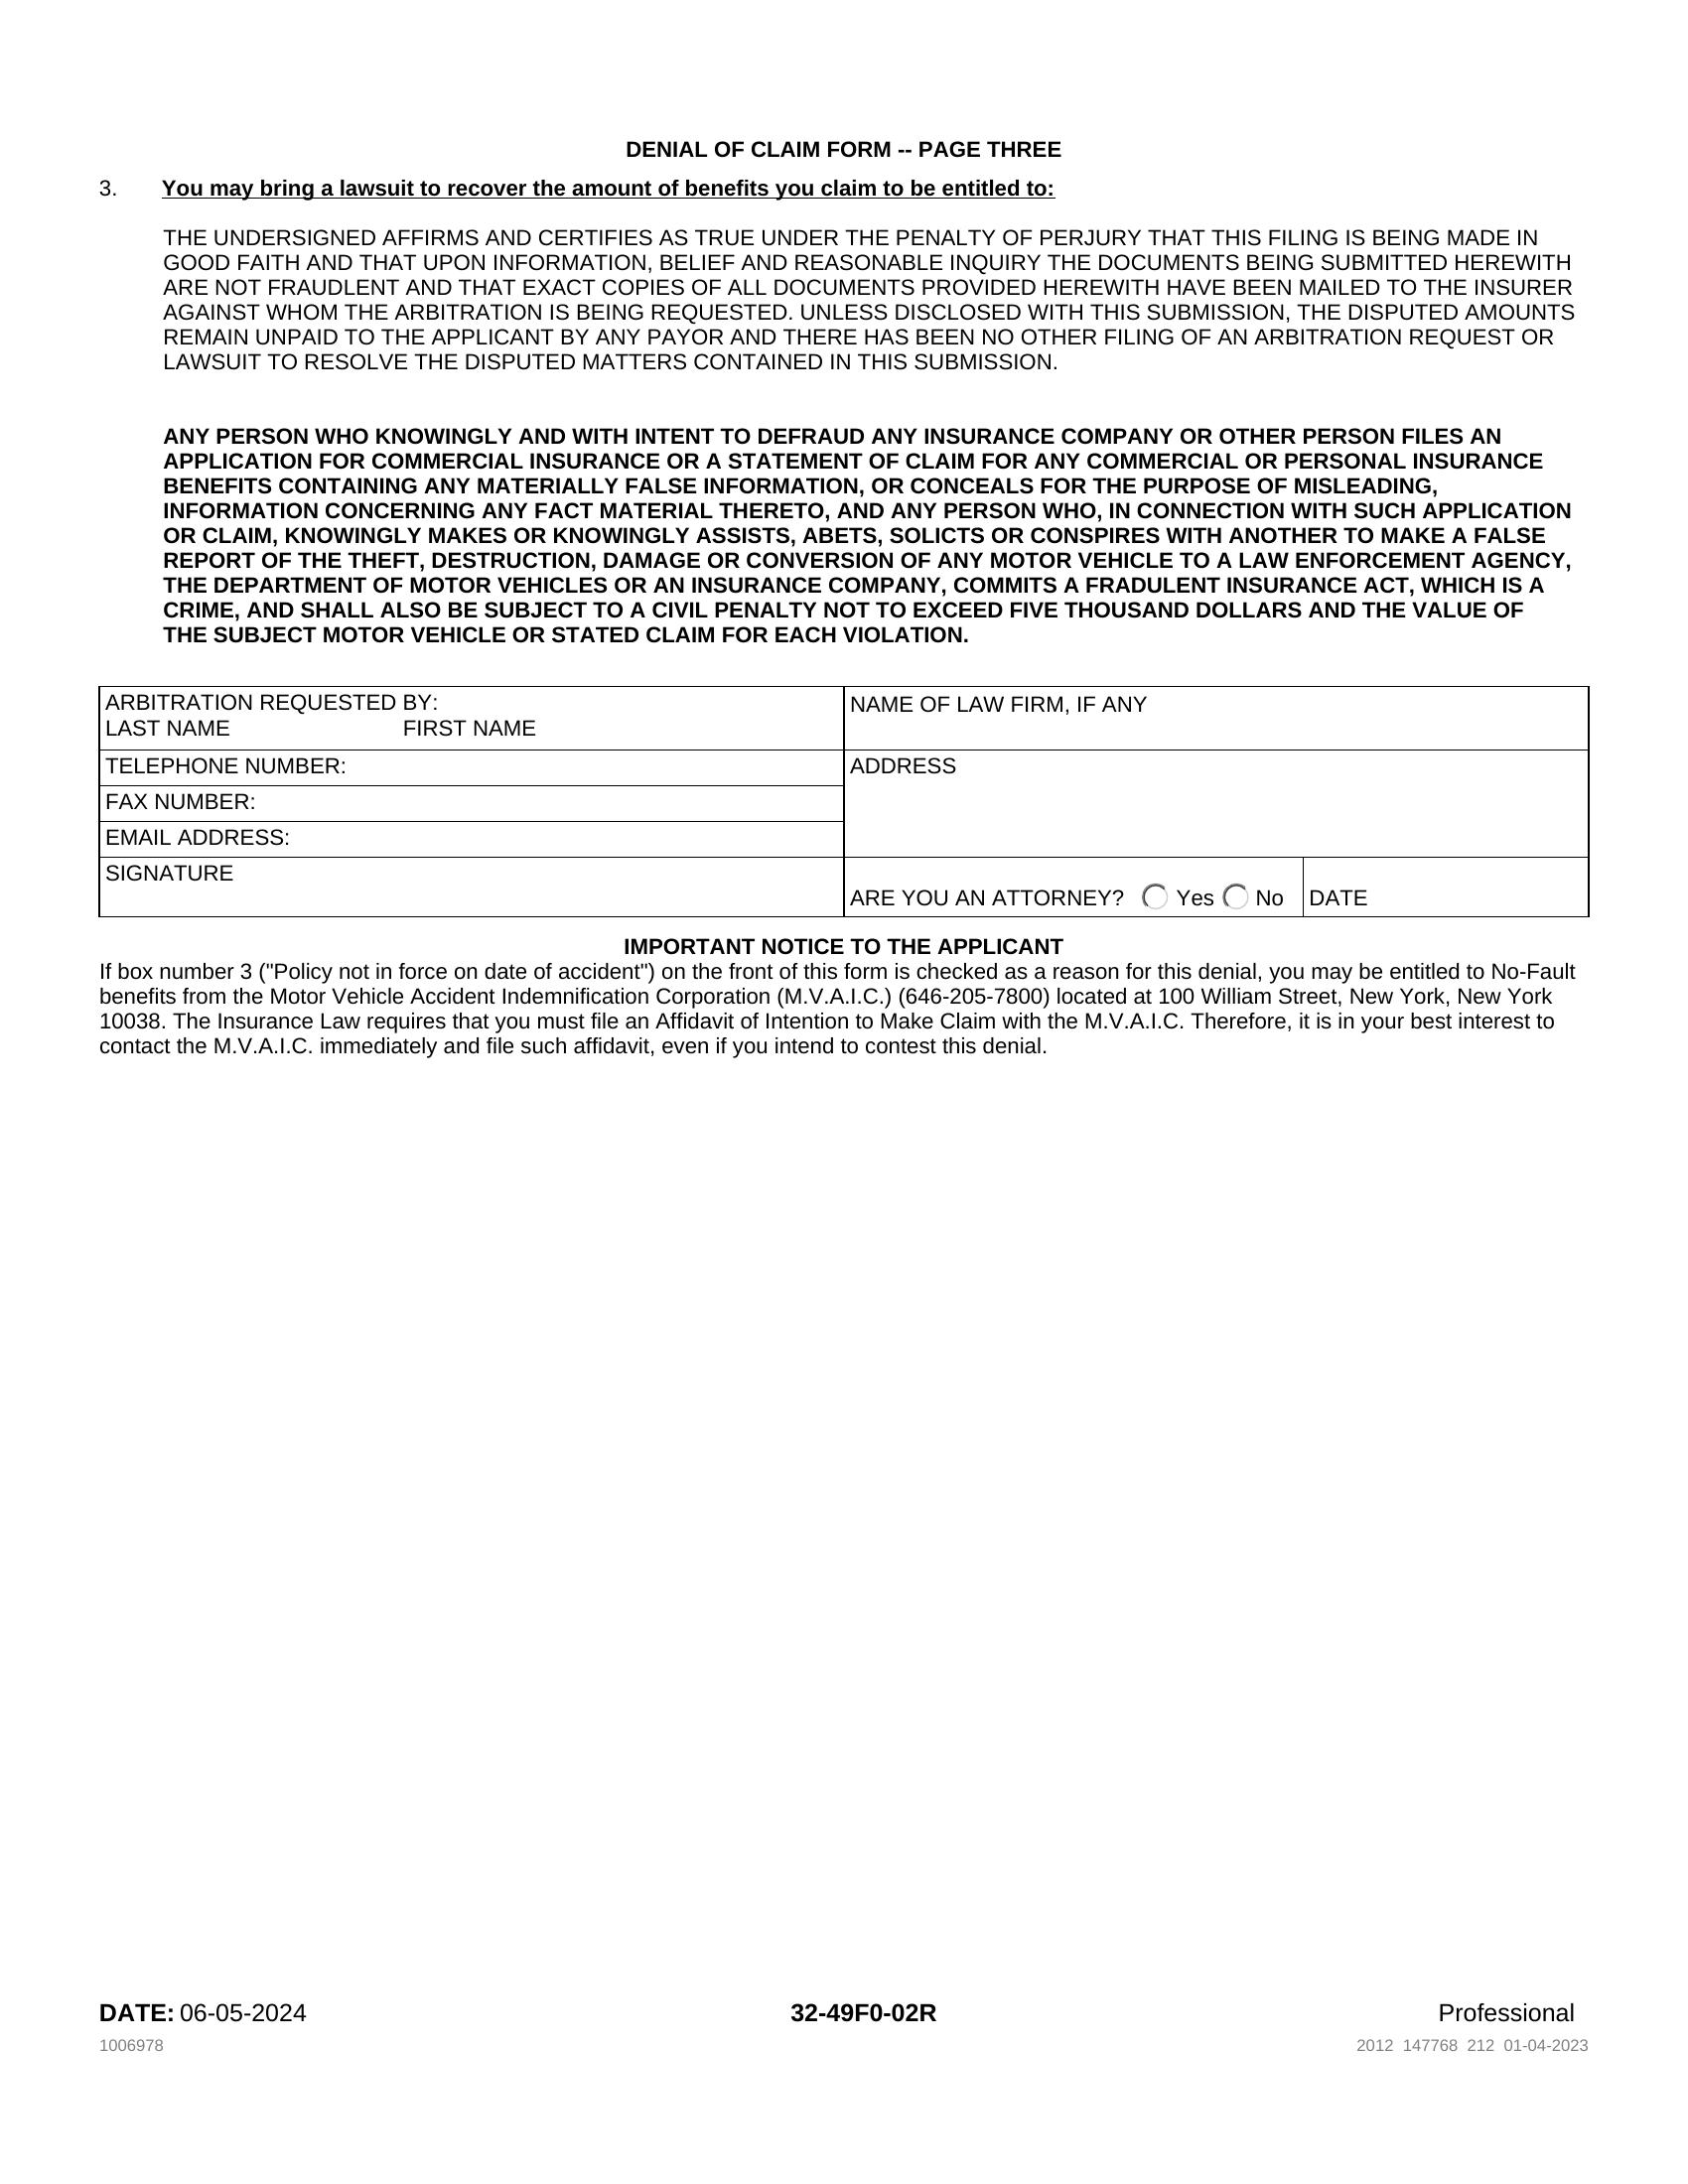 DENIAL OF CLAIM FORM -- PAGE THREE
3. You may bring a lawsuit to recover the amount of benefits you claim to be entitled to:
THE UNDERSIGNED AFFIRMS AND CERTIFIES AS TRUE UNDER THE PENALTY OF PERJURY THAT THIS FILING IS BEING MADE IN
GOOD FAITH AND THAT UPON INFORMATION, BELIEF AND REASONABLE INQUIRY THE DOCUMENTS BEING SUBMITTED HEREWITH
ARE NOT FRAUDLENT AND THAT EXACT COPIES OF ALL DOCUMENTS PROVIDED HEREWITH HAVE BEEN MAILED TO THE INSURER
AGAINST WHOM THE ARBITRATION IS BEING REQUESTED. UNLESS DISCLOSED WITH THIS SUBMISSION, THE DISPUTED AMOUNTS
REMAIN UNPAID TO THE APPLICANT BY ANY PAYOR AND THERE HAS BEEN NO OTHER FILING OF AN ARBITRATION REQUEST OR
LAWSUIT TO RESOLVE THE DISPUTED MATTERS CONTAINED IN THIS SUBMISSION.
ANY PERSON WHO KNOWINGLY AND WITH INTENT TO DEFRAUD ANY INSURANCE COMPANY OR OTHER PERSON FILES AN
APPLICATION FOR COMMERCIAL INSURANCE OR A STATEMENT OF CLAIM FOR ANY COMMERCIAL OR PERSONAL INSURANCE
BENEFITS CONTAINING ANY MATERIALLY FALSE INFORMATION, OR CONCEALS FOR THE PURPOSE OF MISLEADING,
INFORMATION CONCERNING ANY FACT MATERIAL THERETO, AND ANY PERSON WHO, IN CONNECTION WITH SUCH APPLICATION
OR CLAIM, KNOWINGLY MAKES OR KNOWINGLY ASSISTS, ABETS, SOLICTS OR CONSPIRES WITH ANOTHER TO MAKE A FALSE
REPORT OF THE THEFT, DESTRUCTION, DAMAGE OR CONVERSION OF ANY MOTOR VEHICLE TO A LAW ENFORCEMENT AGENCY,
THE DEPARTMENT OF MOTOR VEHICLES OR AN INSURANCE COMPANY, COMMITS A FRADULENT INSURANCE ACT, WHICH IS A
CRIME, AND SHALL ALSO BE SUBJECT TO A CIVIL PENALTY NOT TO EXCEED FIVE THOUSAND DOLLARS AND THE VALUE OF
THE SUBJECT MOTOR VEHICLE OR STATED CLAIM FOR EACH VIOLATION.
ARBITRATION REQUESTED BY:
LAST NAME FIRST NAME
NAME OF LAW FIRM, IF ANY
TELEPHONE NUMBER:
FAX NUMBER:
EMAIL ADDRESS:
ADDRESS
SIGNATURE
ARE YOU AN ATTORNEY? Yes No
DATE
IMPORTANT NOTICE TO THE APPLICANT
If box number 3 ("Policy not in force on date of accident") on the front of this form is checked as a reason for this denial, you may be entitled to No-Fault
benefits from the Motor Vehicle Accident Indemnification Corporation (M.V.A.I.C.) (646-205-7800) located at 100 William Street, New York, New York
10038. The Insurance Law requires that you must file an Affidavit of Intention to Make Claim with the M.V.A.I.C. Therefore, it is in your best interest to
contact the M.V.A.I.C. immediately and file such affidavit, even if you intend to contest this denial.
DATE: 06-05-2024 32-49F0-02R Professional
1006978 2012 147768 212 01-04-2023